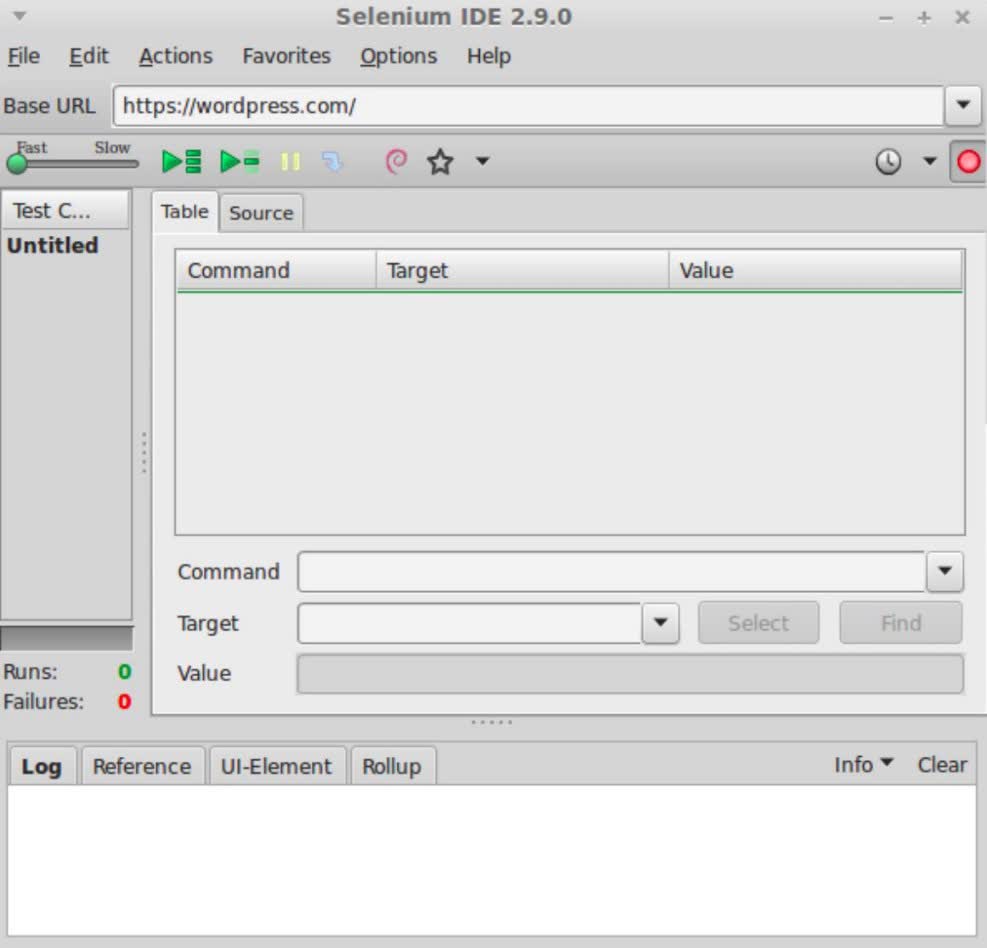 Selenium IDE 2.9.0
File Edit Actions Favorites Options Help
Base URL https://wordpress.com/
Fast Slow
Test C...
Untitled
Table Source
Command Target Value
Command
Target Select Find
Value
Runs: 0
Failures: 0
Log Reference UI-Element Rollup Info Clear